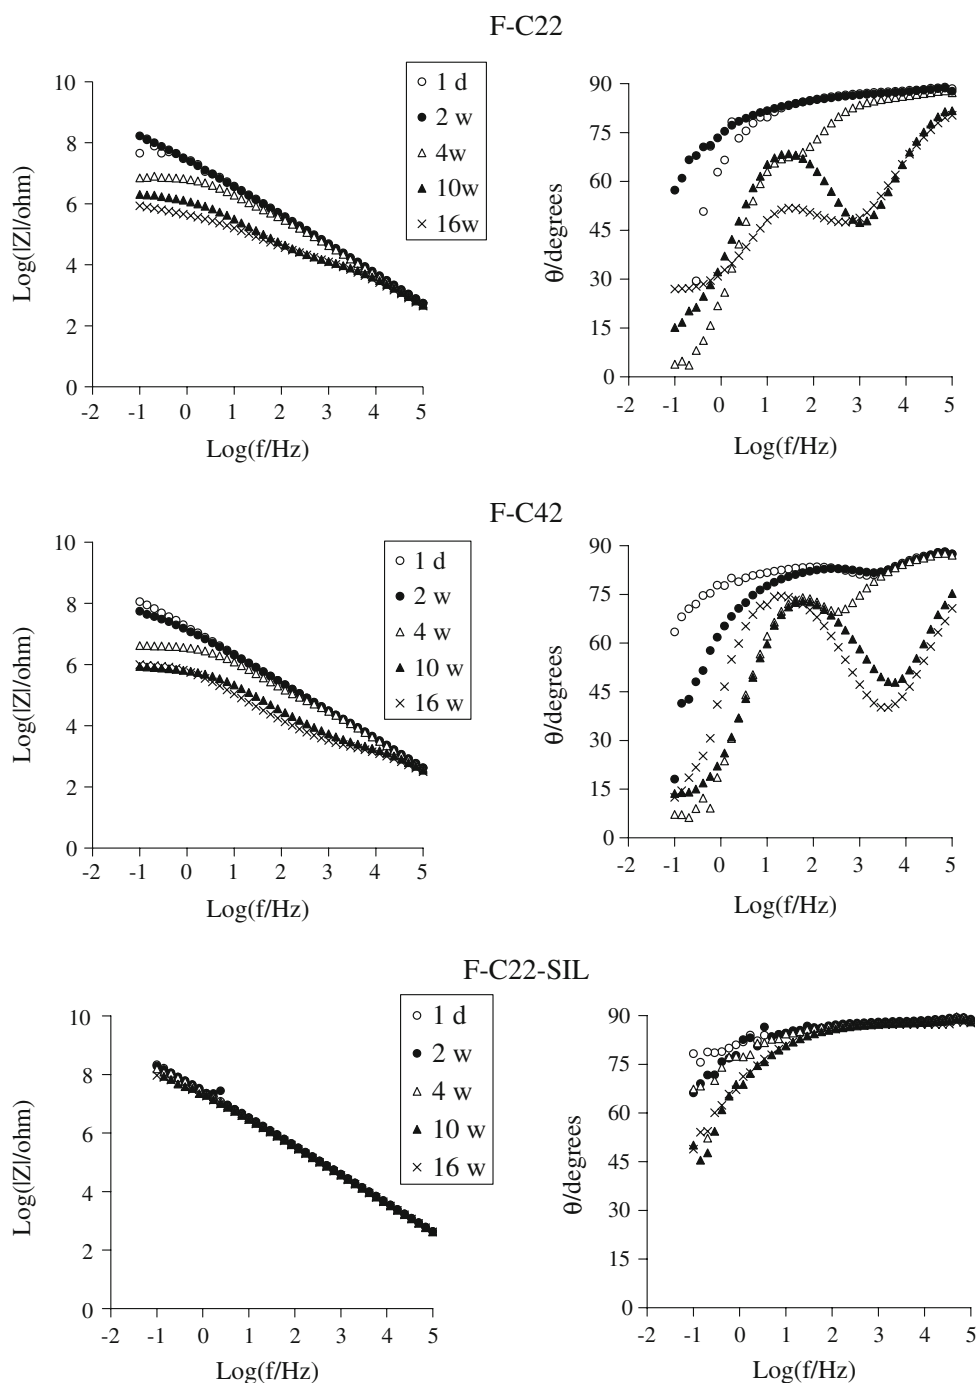 F-C22
10
8
6
4
2
0
-2 -1 0 1 2 3 4 5
Log(|Z|/ohm)
Log(f/Hz)
1 d
2 w
4w
10w
16w
90
75
60
45
30
15
0
-2 -1 0 1 2 3 4 5
θ/degrees
Log(f/Hz)
F-C42
10
8
6
4
2
0
-2 -1 0 1 2 3 4 5
Log(|Z|/ohm)
Log(f/Hz)
1 d
2 w
4 w
10 w
16 w
90
75
60
45
30
15
0
-2 -1 0 1 2 3 4 5
θ/degrees
Log(f/Hz)
F-C22-SIL
10
8
6
4
2
0
-2 -1 0 1 2 3 4 5
Log(|Z|/ohm)
Log(f/Hz)
1 d
2 w
4 w
10 w
16 w
90
75
60
45
30
15
0
-2 -1 0 1 2 3 4 5
θ/degrees
Log(f/Hz)